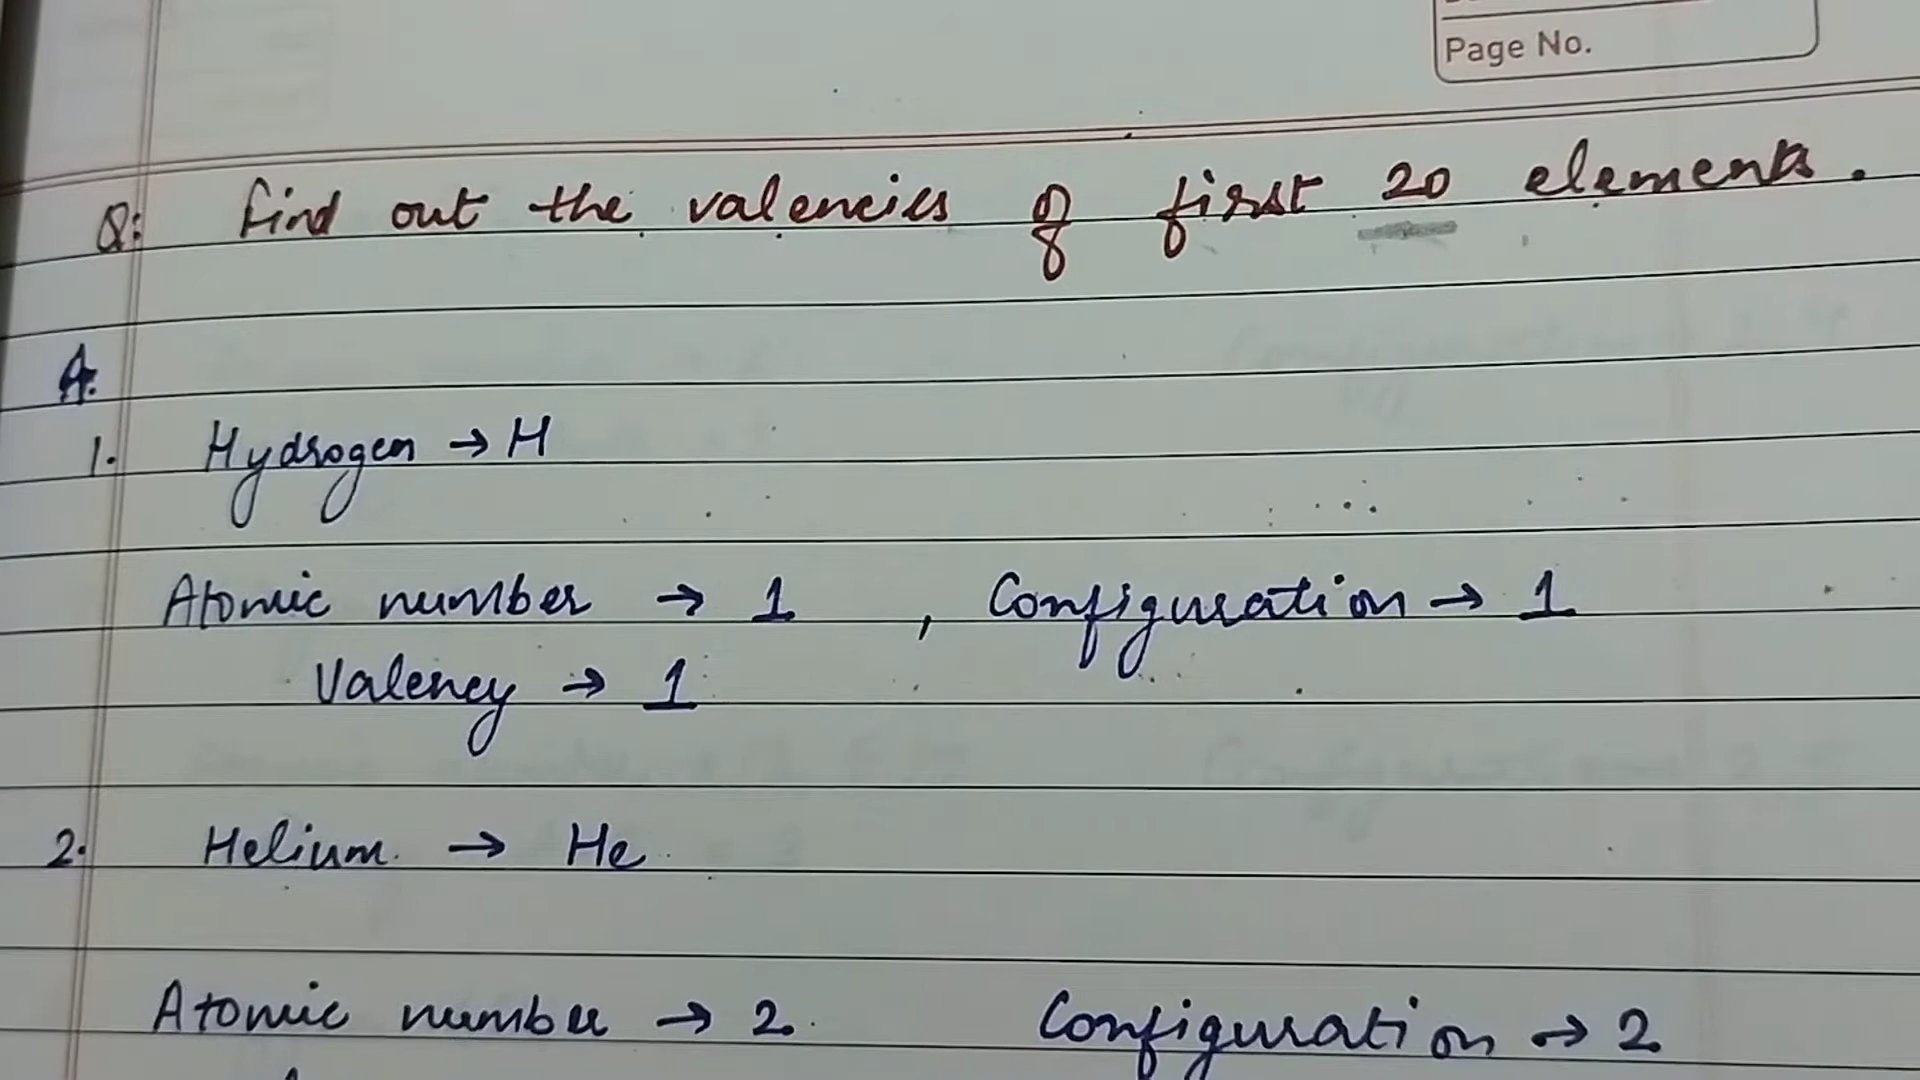 Page No.
Q: Find out the valencies of first 20 elements.
A.
1. Hydrogen → H
Atomic number → 1 , Configuration → 1
Valency → 1
2. Helium → He
Atomic number → 2 Configuration → 2